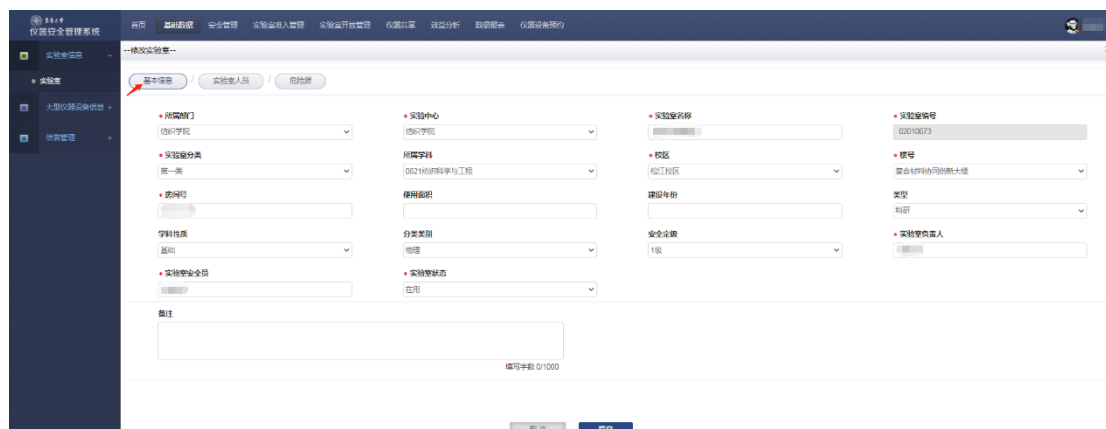 东华大学
仪器安全管理系统
首页 基础数据 安全管理 实验室准入管理 实验室开放管理 仪器共享 效益分析 数据报表 仪器设备预约
实验室信息 -
实验室
大型仪器设备信息 +
--修改实验室--
基本信息 / 实验室人员 / 危险源
* 所属部门 * 实验中心 * 实验室名称 * 实验室编号
纺织学院 纺织学院 02010073
* 实验室分类 所属学科 * 校区 * 楼号
第一类 0821纺织科学与工程 松江校区 复合材料协同创新大楼
* 房间号 使用面积 建设年份 类型
科研
学科性质 分类类别 安全定级 * 实验室负责人
基础 物理 1级
* 实验室安全员 * 实验室状态
在用
备注
填写字数 0/1000
取消 提交